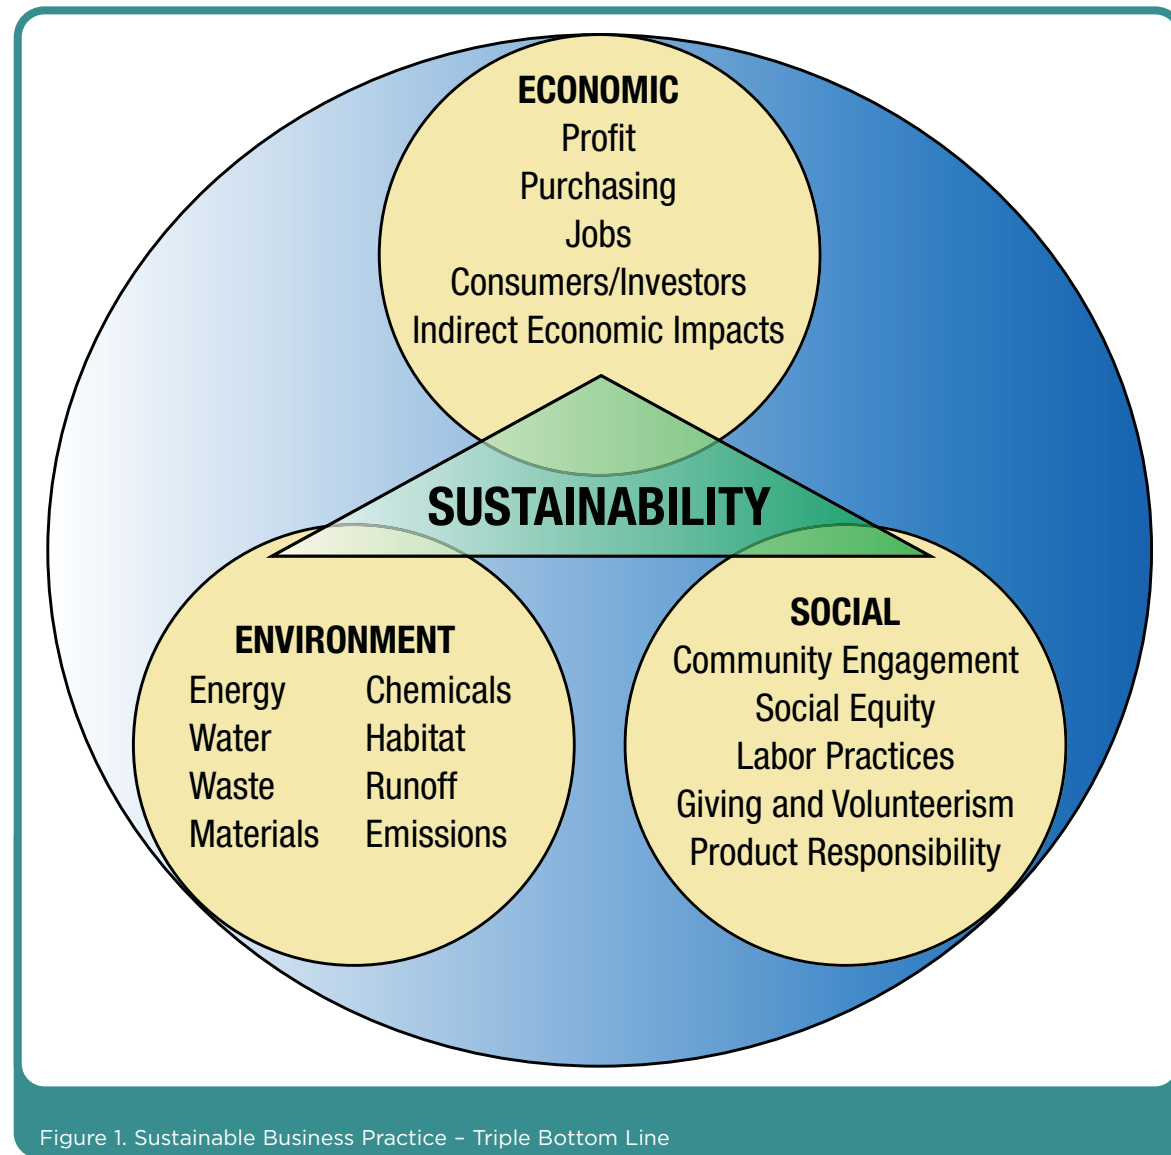 ECONOMIC
Profit
Purchasing
Jobs
Consumers/Investors
Indirect Economic Impacts
SUSTAINABILITY
ENVIRONMENT
Energy
Water
Waste
Materials
Chemicals
Habitat
Runoff
Emissions
SOCIAL
Community Engagement
Social Equity
Labor Practices
Giving and Volunteerism
Product Responsibility
Figure 1. Sustainable Business Practice – Triple Bottom Line